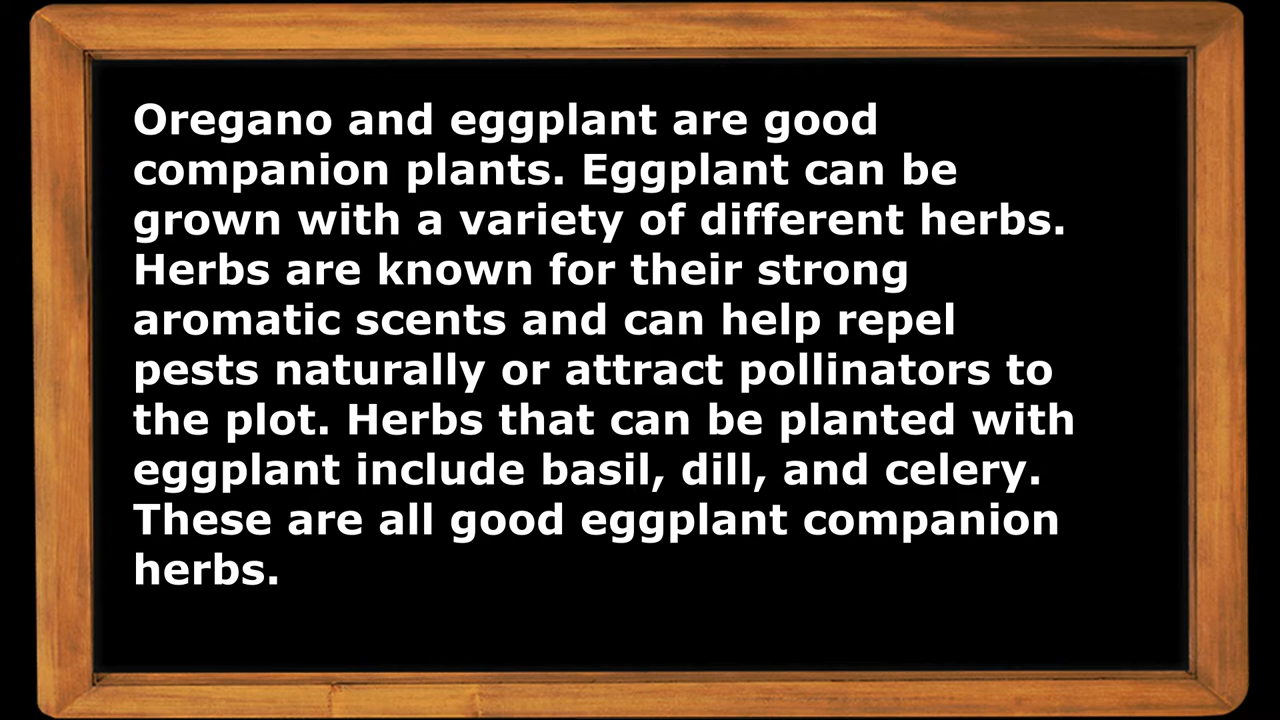 Oregano and eggplant are good
companion plants. Eggplant can be
grown with a variety of different herbs.
Herbs are known for their strong
aromatic scents and can help repel
pests naturally or attract pollinators to
the plot. Herbs that can be planted with
eggplant include basil, dill, and celery.
These are all good eggplant companion
herbs.